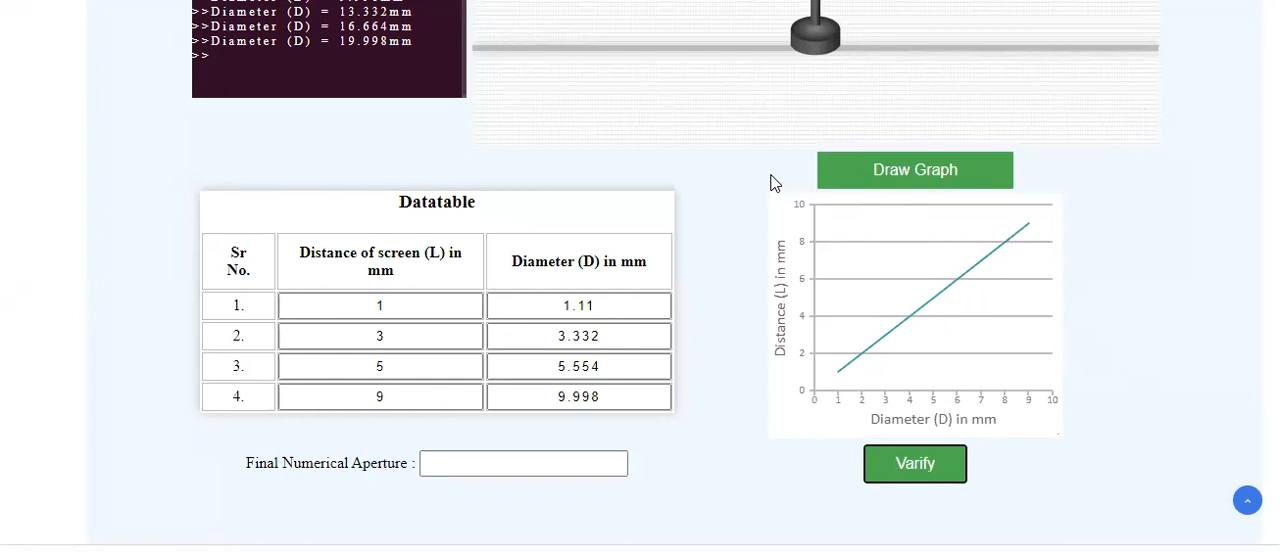 >>Diameter (D) = 13.332mm
>>Diameter (D) = 16.664mm
>>Diameter (D) = 19.998mm
>>
Draw Graph
Datatable
Sr No.
Distance of screen (L) in mm
Diameter (D) in mm
1. 1 1.11
2. 3 3.332
3. 5 5.554
4. 9 9.998
10
8
6
4
2
0
Distance (L) in mm
0 1 2 3 4 5 6 7 8 9 10
Diameter (D) in mm
Final Numerical Aperture :
Varify